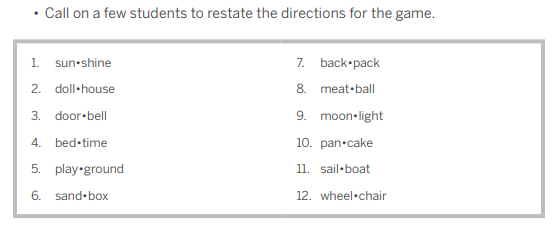 • Call on a few students to restate the directions for the game.
1. sun•shine
2. doll•house
3. door•bell
4. bed•time
5. play•ground
6. sand•box
7. back•pack
8. meat•ball
9. moon•light
10. pan•cake
11. sail•boat
12. wheel•chair